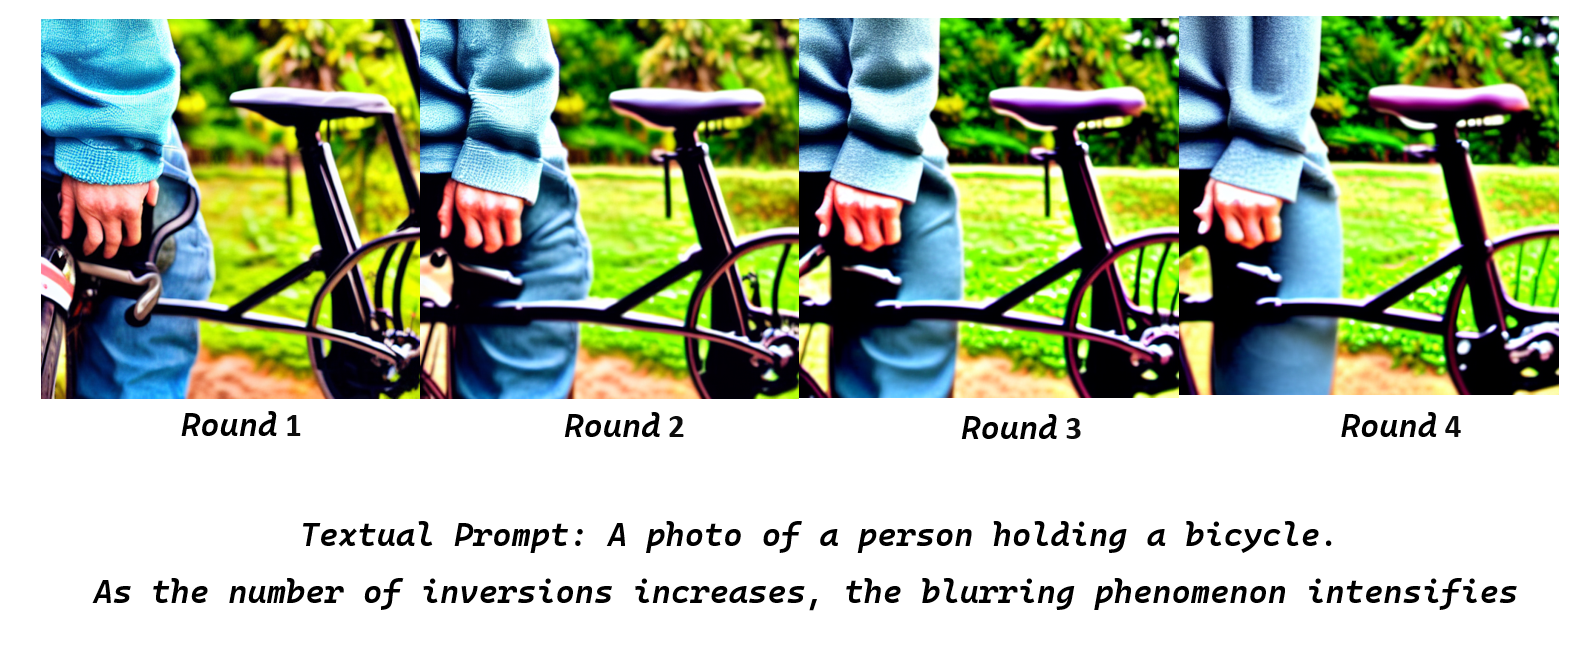 Round 1
Round 2
Round 3
Round 4
Textual Prompt: A photo of a person holding a bicycle.
As the number of inversions increases, the blurring phenomenon intensifies